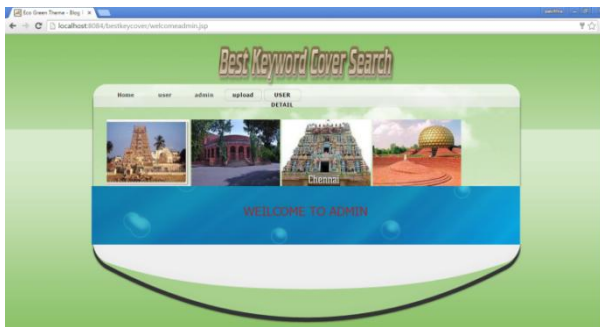 Eco Green Theme - Blog
localhost:8084/bestkeycover/welcomeadmin.jsp
Best Keyword Cover Search
Home user admin upload USER
DETAIL
Chennai
WEILCOME TO ADMIN